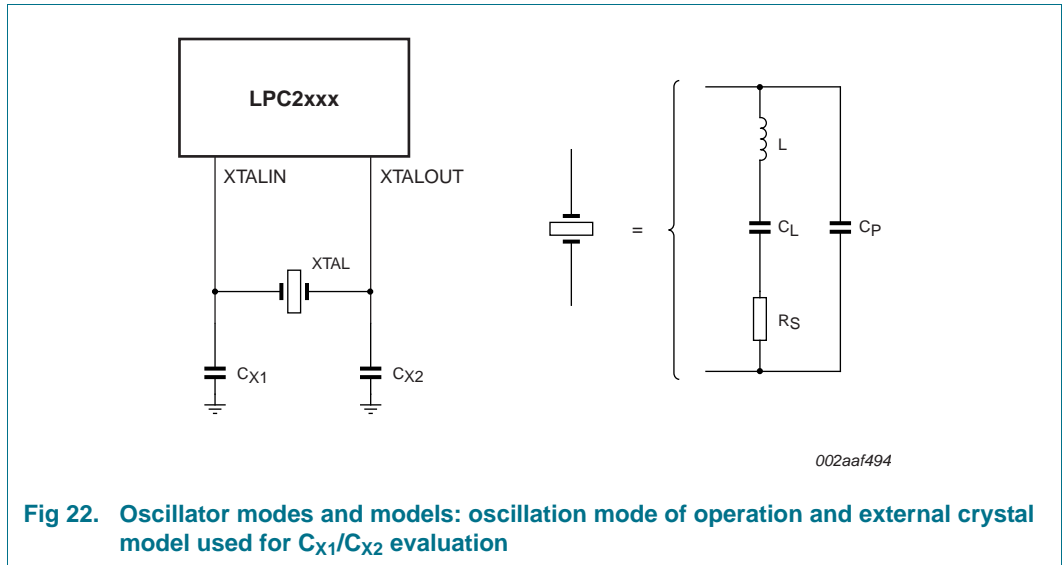 LPC2xxx
XTALIN
XTALOUT
XTAL
CX1
CX2
=
L
CL
CP
RS
002aaf494
Fig 22. Oscillator modes and models: oscillation mode of operation and external crystal
model used for CX1/CX2 evaluation